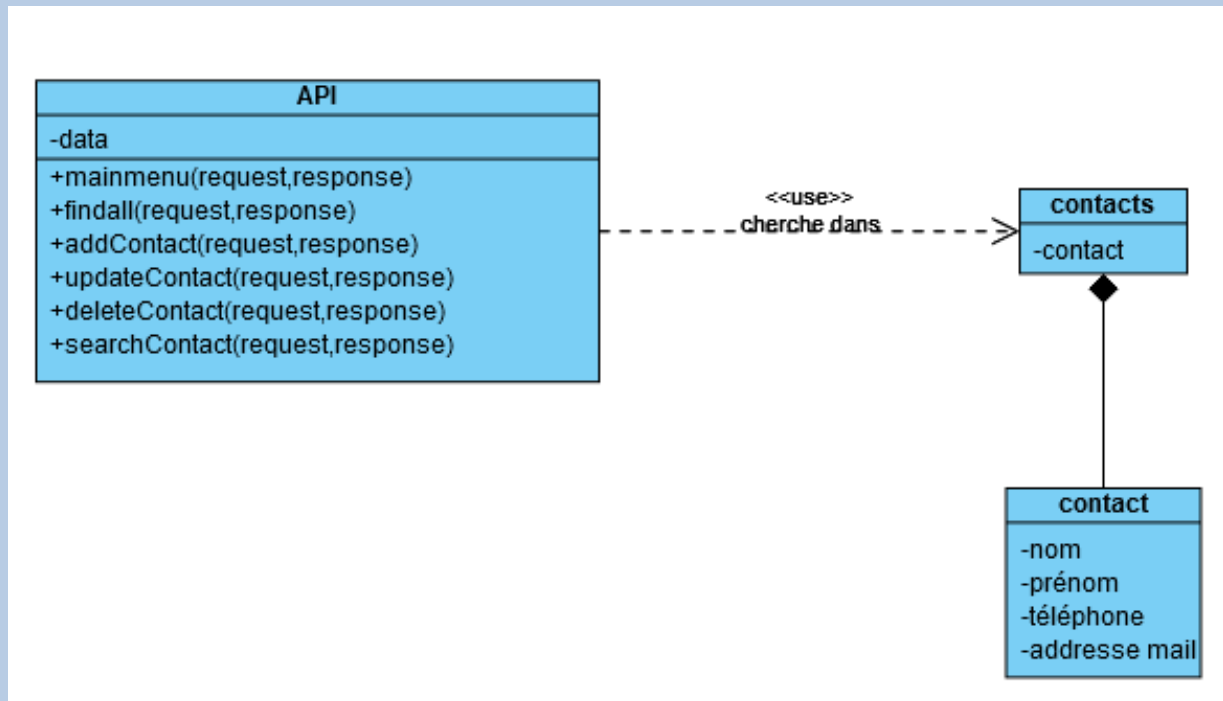 API
-data
+mainmenu(request,response)
+findall(request,response)
+addContact(request,response)
+updateContact(request,response)
+deleteContact(request,response)
+searchContact(request,response)
<<use>>
cherche dans
contacts
-contact
contact
-nom
-prénom
-téléphone
-addresse mail